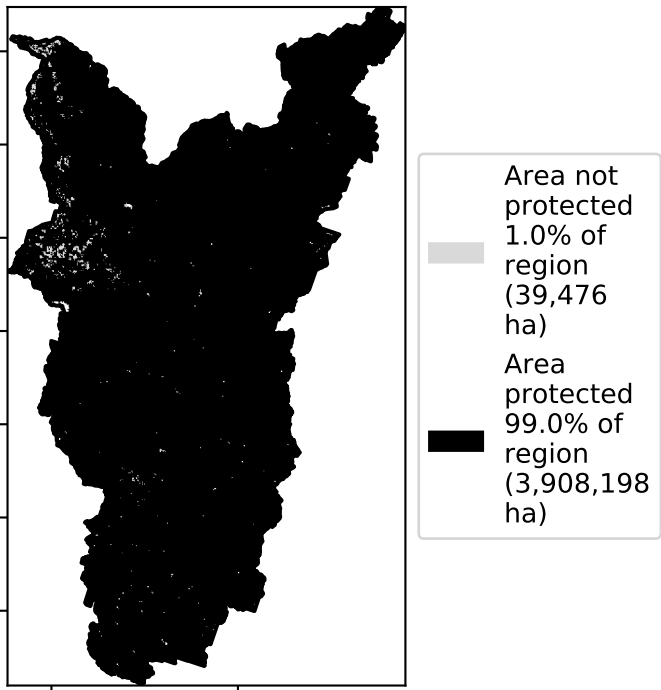 Area not
protected
1.0% of
region
(39,476
ha)
Area
protected
99.0% of
region
(3,908,198
ha)